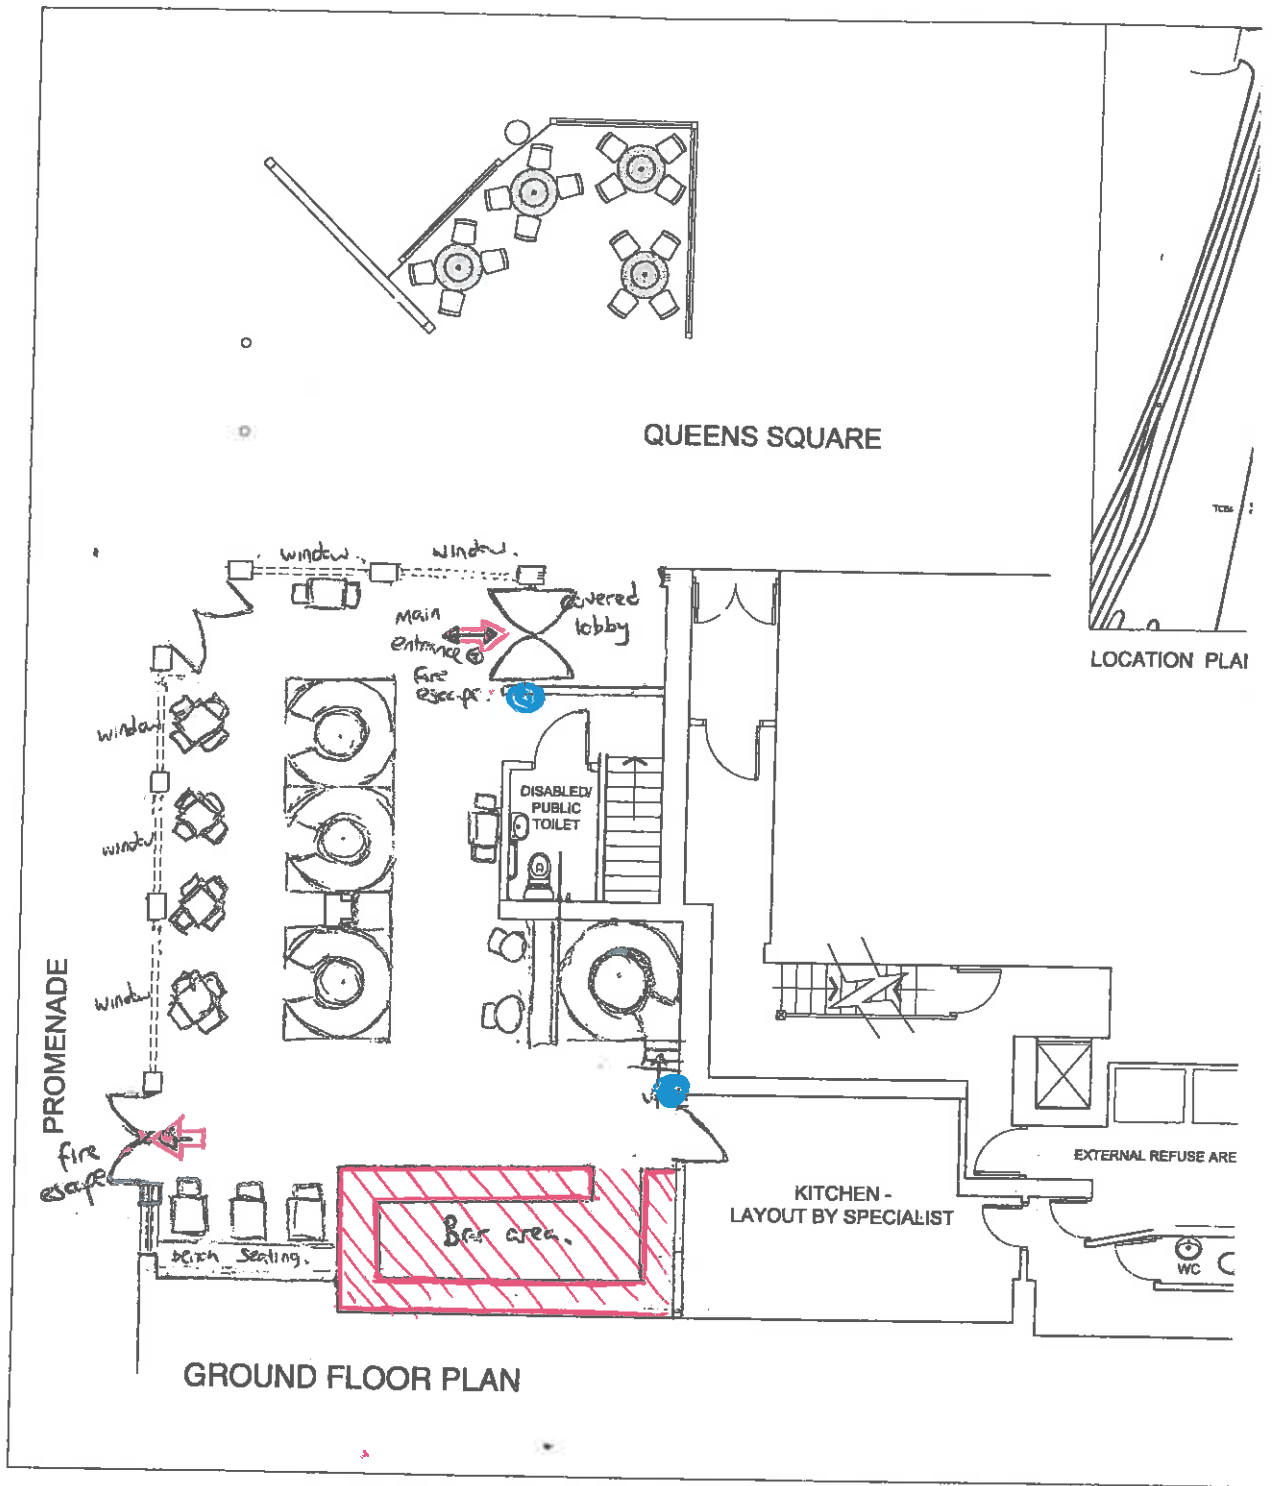 QUEENS SQUARE
TCBs
LOCATION PLAI
window.
window.
covered
lobby
Main
entrance &
fire
escape.
window
window
window
DISABLED/
PUBLIC
TOILET
PROMENADE
fire
escape
EXTERNAL REFUSE ARE
KITCHEN -
LAYOUT BY SPECIALIST
WC
Bar area.
bench Seating.
GROUND FLOOR PLAN